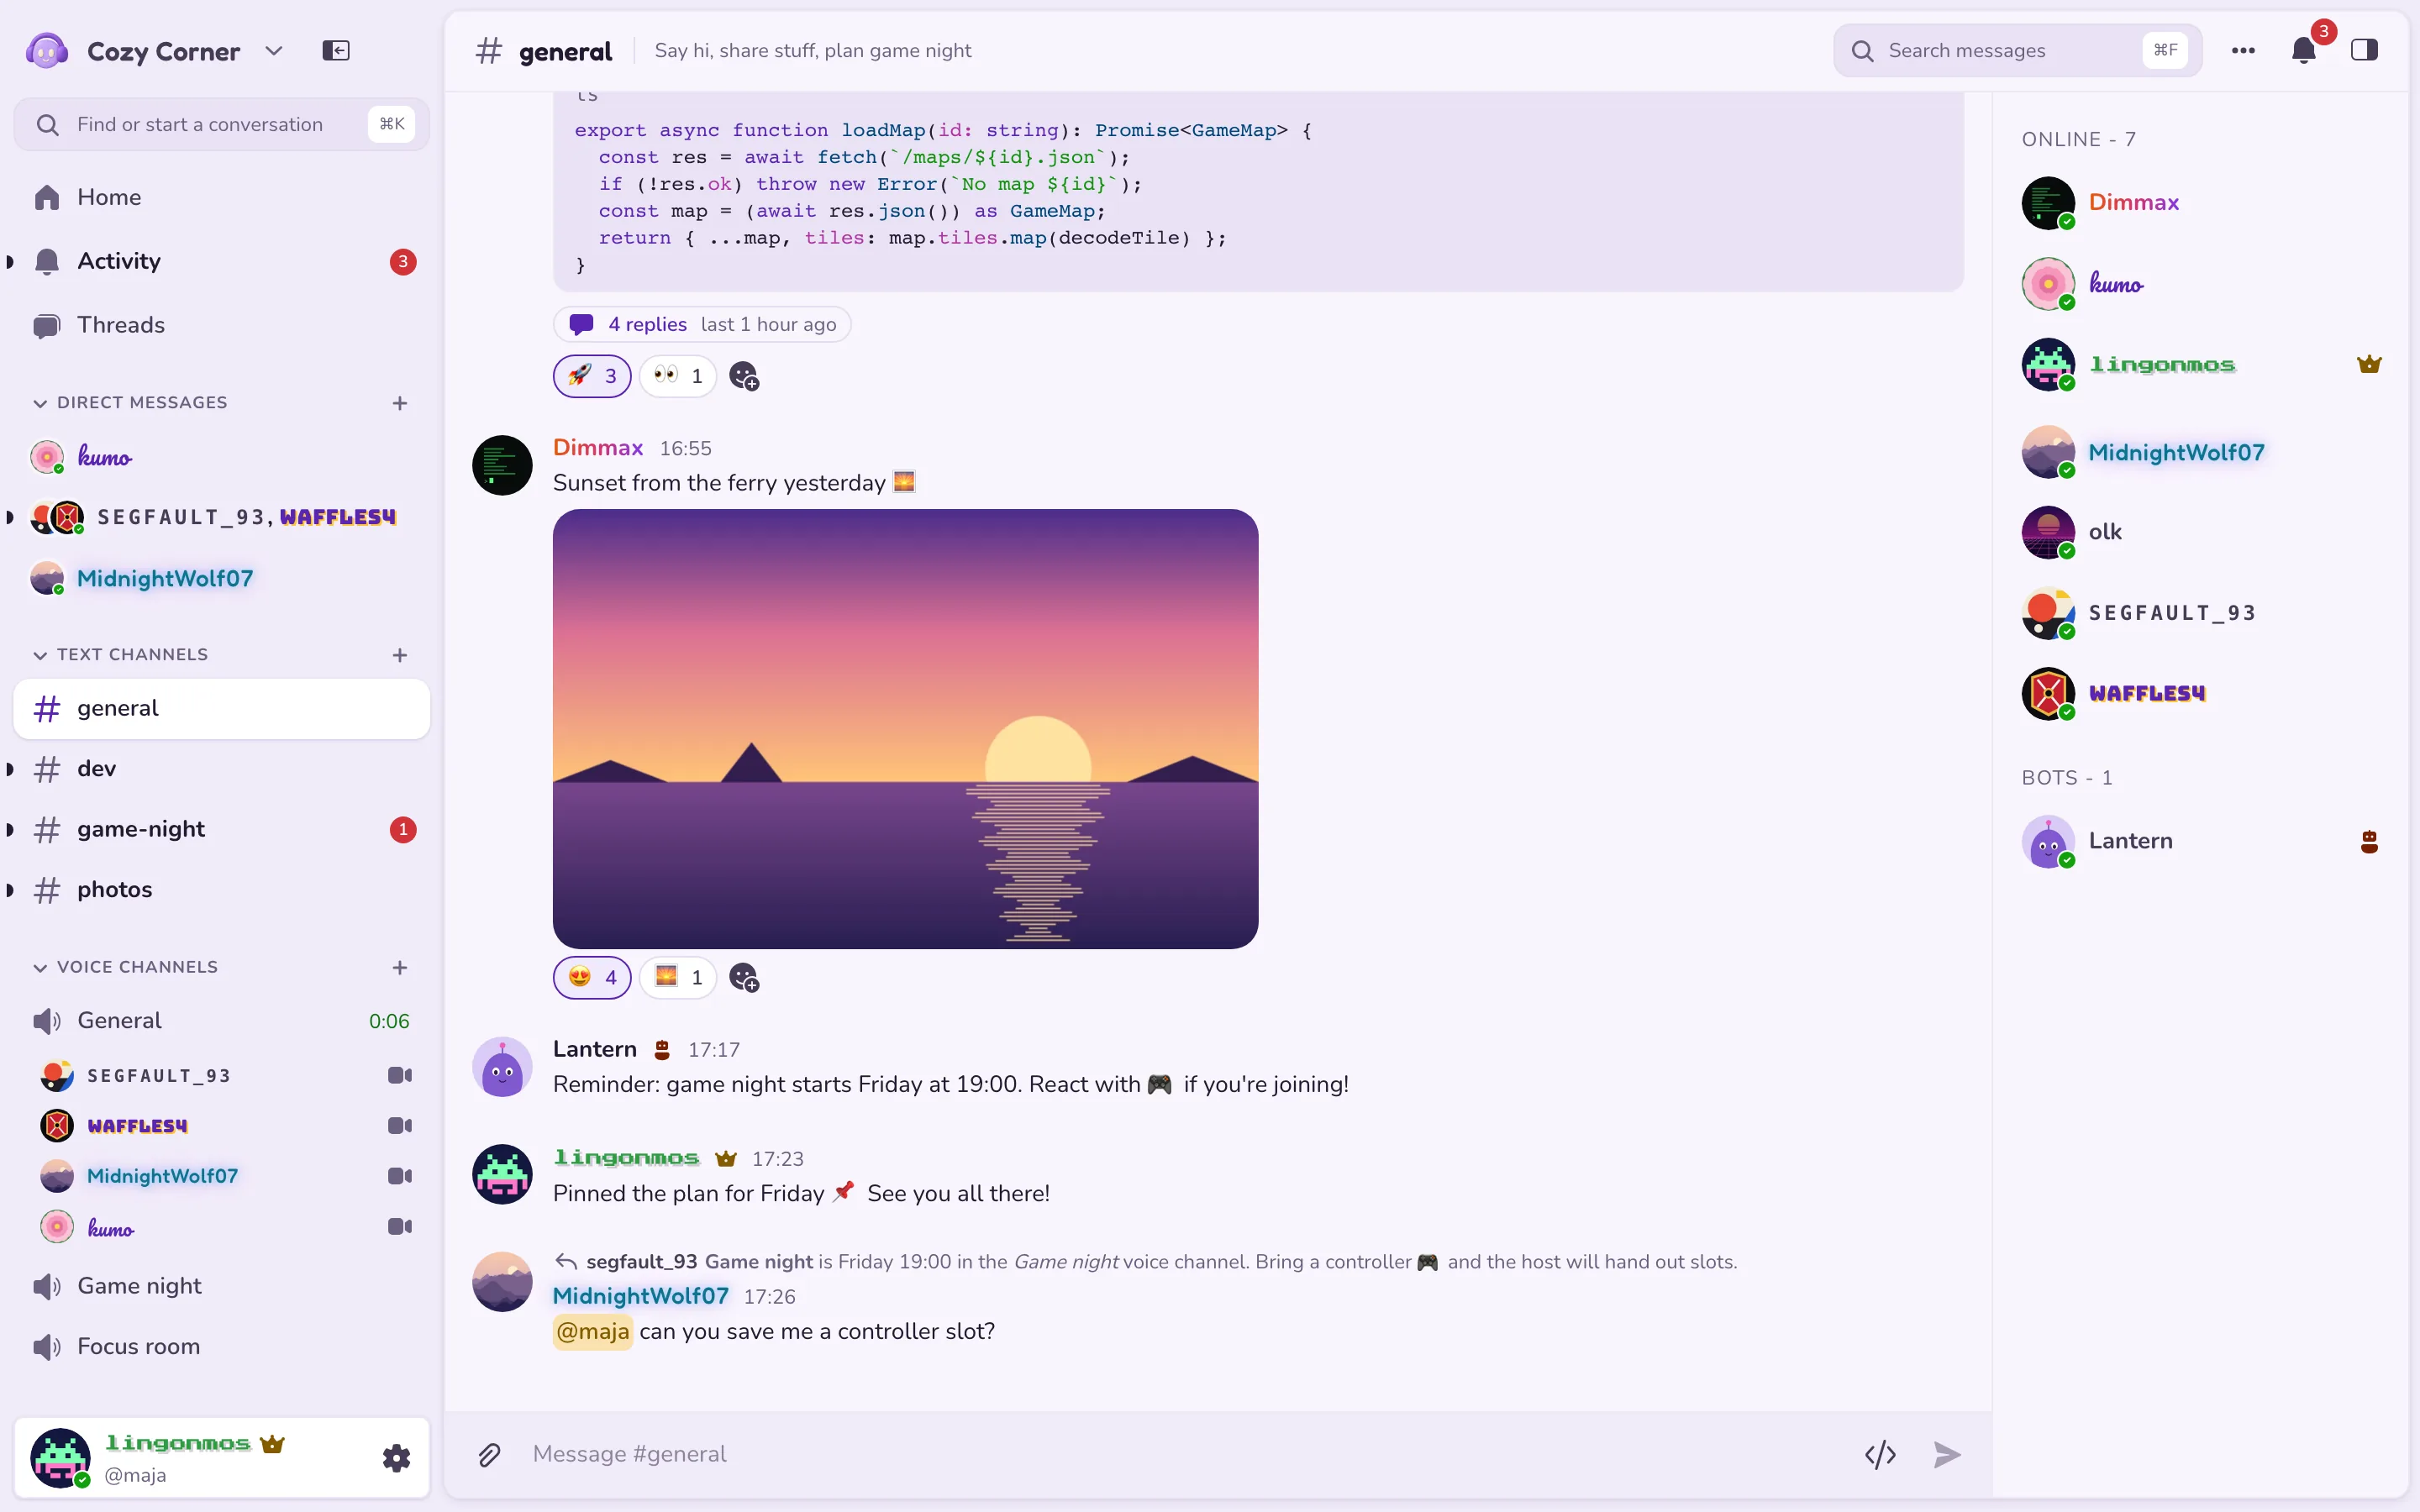 Cozy Corner
Find or start a conversation ⌘K
Home
Activity 3
Threads
DIRECT MESSAGES
kumo
SEGFAULT_93, WAFFLES4
MidnightWolf07
TEXT CHANNELS
general
dev
game-night 1
photos
VOICE CHANNELS
General 0:06
SEGFAULT_93
WAFFLES4
MidnightWolf07
kumo
Game night
Focus room
lingonmos
@maja
# general Say hi, share stuff, plan game night
Search messages ⌘F
3
ts
export async function loadMap(id: string): Promise<GameMap> {
const res = await fetch(`/maps/${id}.json`);
if (!res.ok) throw new Error(`No map ${id}`);
const map = (await res.json()) as GameMap;
return { ...map, tiles: map.tiles.map(decodeTile) };
}
4 replies last 1 hour ago
🚀 3 👀 1
Dimmax 16:55
Sunset from the ferry yesterday 🌅
😍 4 🌅 1
Lantern 17:17
Reminder: game night starts Friday at 19:00. React with 🎮 if you're joining!
lingonmos 17:23
Pinned the plan for Friday 📌 See you all there!
segfault_93 Game night is Friday 19:00 in the Game night voice channel. Bring a controller 🎮 and the host will hand out slots.
MidnightWolf07 17:26
@maja can you save me a controller slot?
Message #general
ONLINE - 7
Dimmax
kumo
lingonmos
MidnightWolf07
olk
SEGFAULT_93
WAFFLES4
BOTS - 1
Lantern